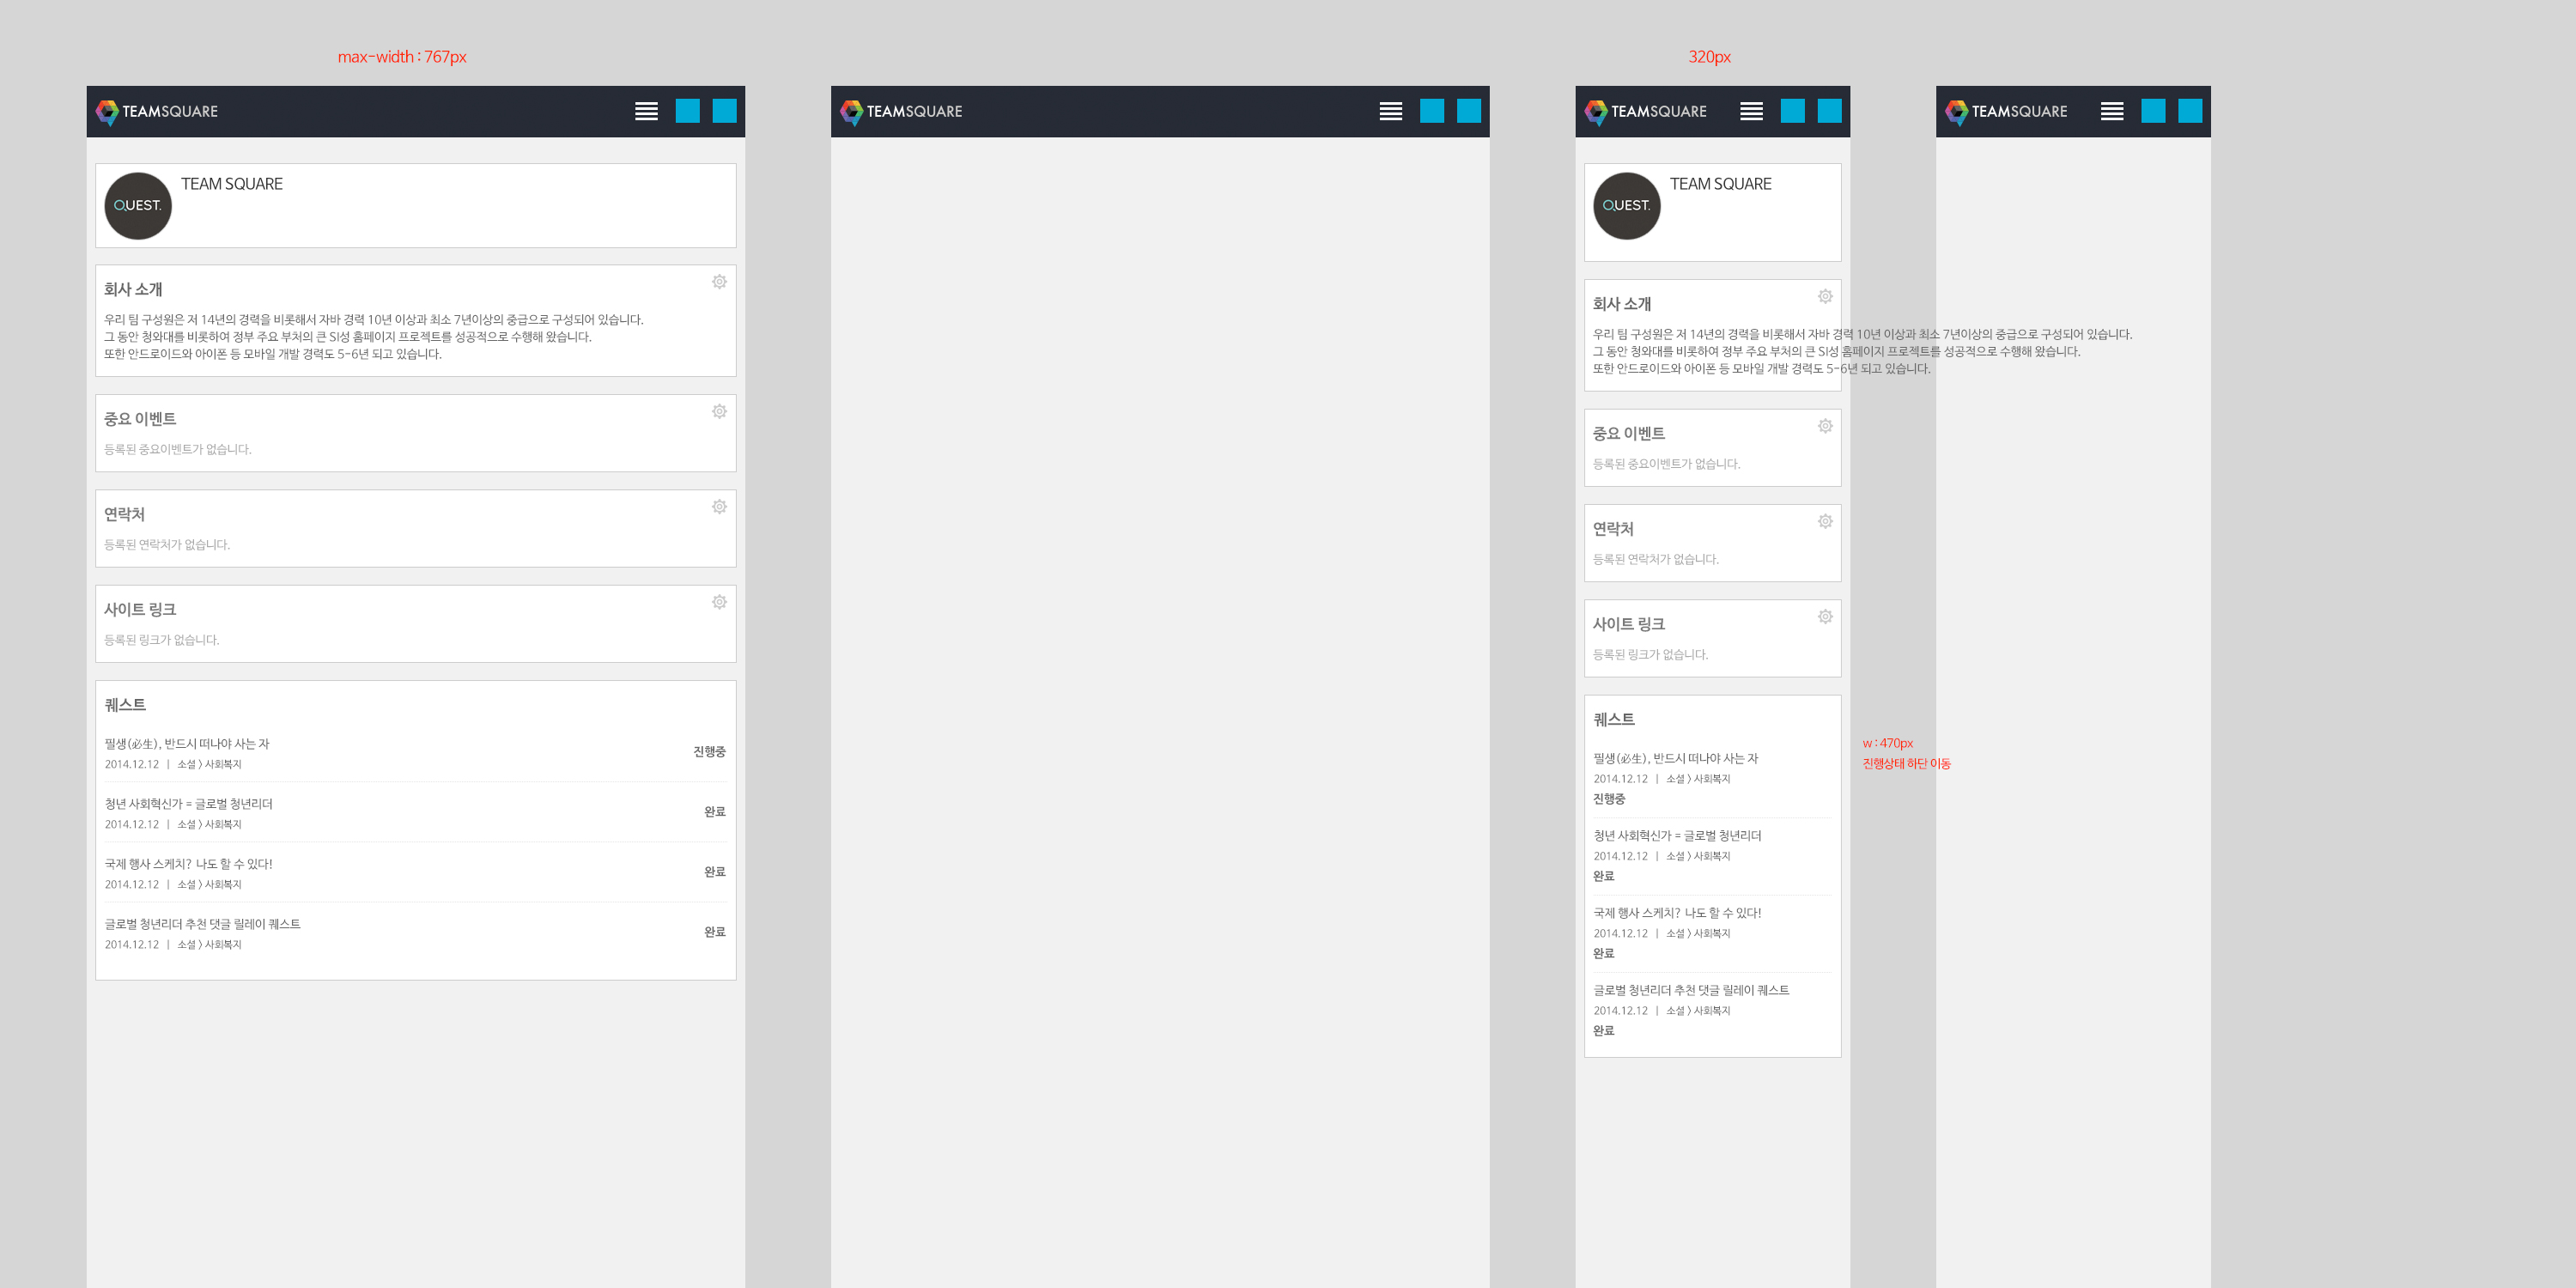 max-width : 767px
TEAMSQUARE
QUEST.
TEAM SQUARE
회사 소개
우리 팀 구성원은 저 14년의 경력을 비롯해서 자바 경력 10년 이상과 최소 7년이상의 중급으로 구성되어 있습니다.
그 동안 청와대를 비롯하여 정부 주요 부처의 큰 SI성 홈페이지 프로젝트를 성공적으로 수행해 왔습니다.
또한 안드로이드와 아이폰 등 모바일 개발 경력도 5-6년 되고 있습니다.
중요 이벤트
등록된 중요이벤트가 없습니다.
연락처
등록된 연락처가 없습니다.
사이트 링크
등록된 링크가 없습니다.
퀘스트
필생(必生), 반드시 떠나야 사는 자
2014.12.12 | 소셜 > 사회복지
진행중
청년 사회혁신가 = 글로벌 청년리더
2014.12.12 | 소셜 > 사회복지
완료
국제 행사 스케치? 나도 할 수 있다!
2014.12.12 | 소셜 > 사회복지
완료
글로벌 청년리더 추천 댓글 릴레이 퀘스트
2014.12.12 | 소셜 > 사회복지
완료
TEAMSQUARE
320px
TEAMSQUARE
QUEST.
TEAM SQUARE
회사 소개
우리 팀 구성원은 저 14년의 경력을 비롯해서 자바 경력 10년 이상과 최소 7년이상의 중급으로 구성되어 있습니다.
그 동안 청와대를 비롯하여 정부 주요 부처의 큰 SI성 홈페이지 프로젝트를 성공적으로 수행해 왔습니다.
또한 안드로이드와 아이폰 등 모바일 개발 경력도 5-6년 되고 있습니다.
중요 이벤트
등록된 중요이벤트가 없습니다.
연락처
등록된 연락처가 없습니다.
사이트 링크
등록된 링크가 없습니다.
퀘스트
필생(必生), 반드시 떠나야 사는 자
2014.12.12 | 소셜 > 사회복지
진행중
청년 사회혁신가 = 글로벌 청년리더
2014.12.12 | 소셜 > 사회복지
완료
국제 행사 스케치? 나도 할 수 있다!
2014.12.12 | 소셜 > 사회복지
완료
글로벌 청년리더 추천 댓글 릴레이 퀘스트
2014.12.12 | 소셜 > 사회복지
완료
w : 470px
진행상태 하단 이동
TEAMSQUARE